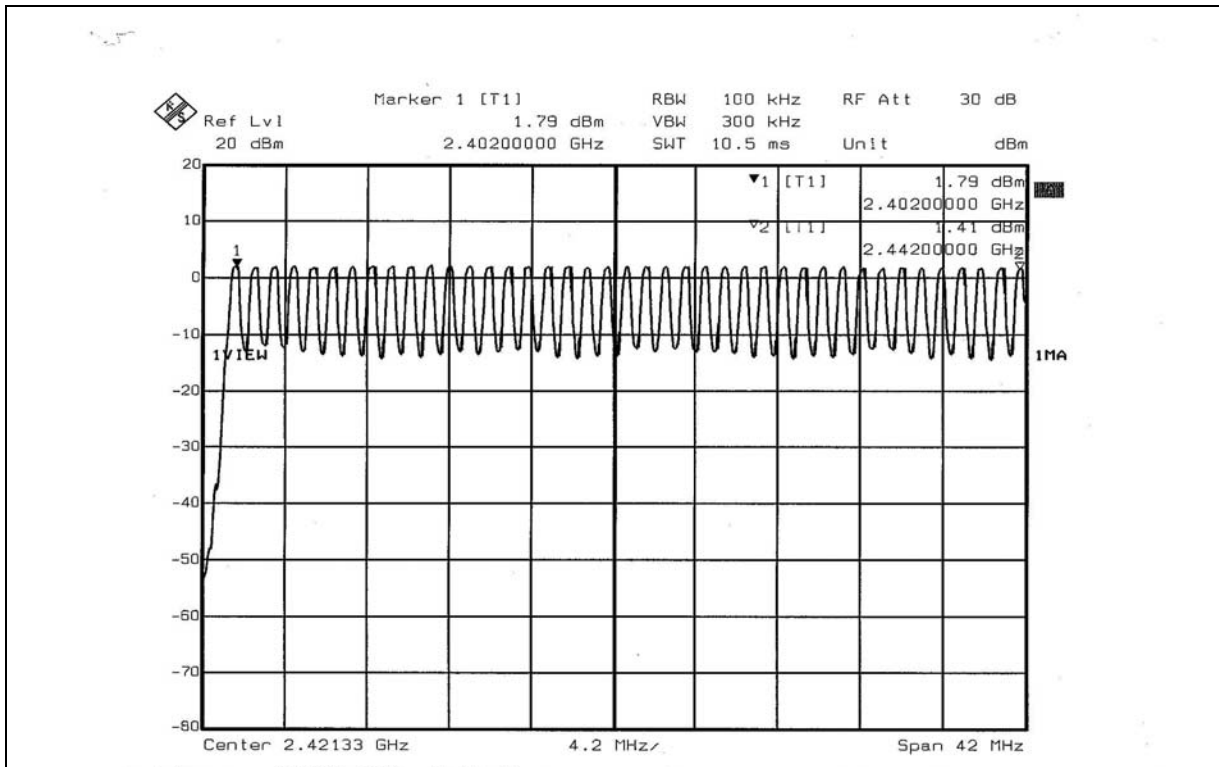 Marker 1 [T1] RBW 100 kHz RF Att 30 dB
Ref Lvl 1.79 dBm VBW 300 kHz
20 dBm 2.40200000 GHz SWT 10.5 ms Unit dBm
20
▼1 [T1] 1.79 dBm
2.40200000 GHz
10
▽2 [T1] 1.41 dBm
2.44200000 GHz
1
2
0
-10
1VIEW 1MA
-20
-30
-40
-50
-60
-70
-80
Center 2.42133 GHz 4.2 MHz/ Span 42 MHz